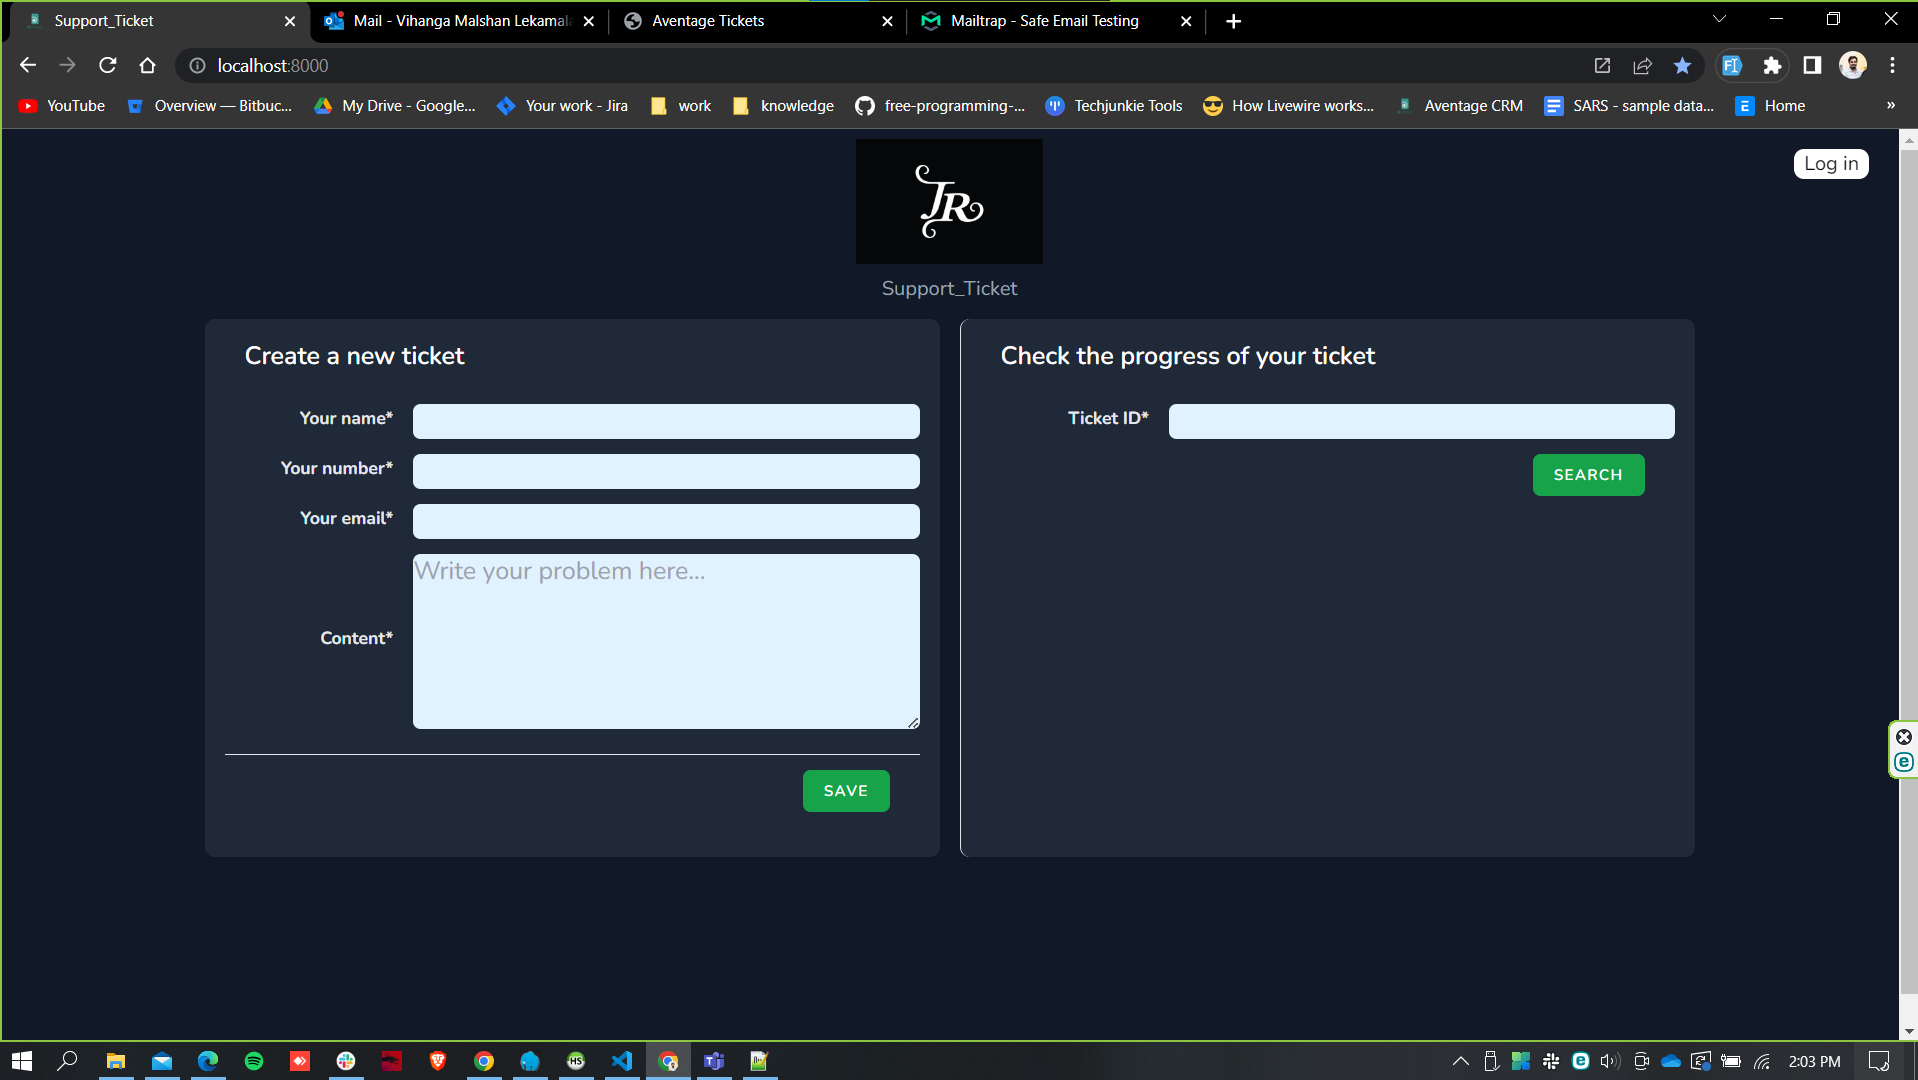 Support_Ticket
Mail - Vihanga Malshan Lekamal
Aventage Tickets
Mailtrap - Safe Email Testing
localhost:8000
YouTube
Overview — Bitbuc...
My Drive - Google...
Your work - Jira
work
knowledge
free-programming-...
Techjunkie Tools
How Livewire works...
Aventage CRM
SARS - sample data...
Home
»
JR
Log in
Support_Ticket
Create a new ticket
Your name*
Your number*
Your email*
Write your problem here...
Content*
SAVE
Check the progress of your ticket
Ticket ID*
SEARCH
2:03 PM